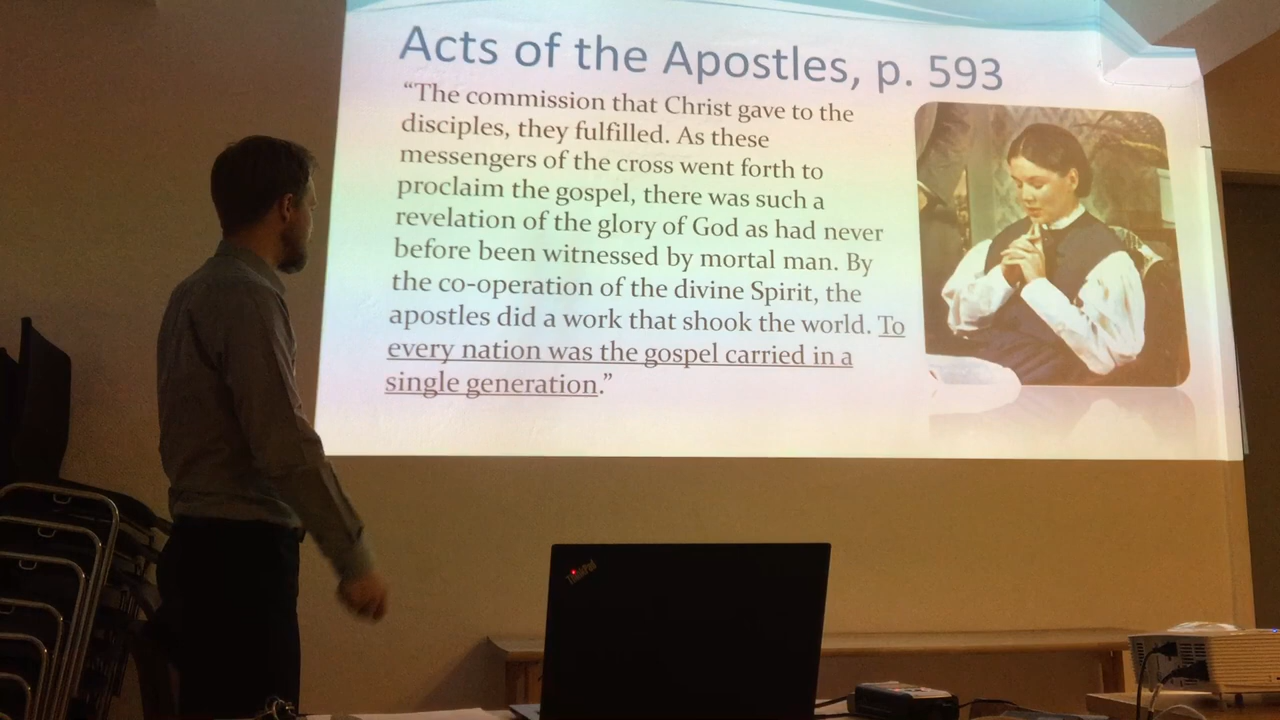 Acts of the Apostles, p. 593
“The commission that Christ gave to the
disciples, they fulfilled. As these
messengers of the cross went forth to
proclaim the gospel, there was such a
revelation of the glory of God as had never
before been witnessed by mortal man. By
the co-operation of the divine Spirit, the
apostles did a work that shook the world. To
every nation was the gospel carried in a
single generation.”
ThinkPad